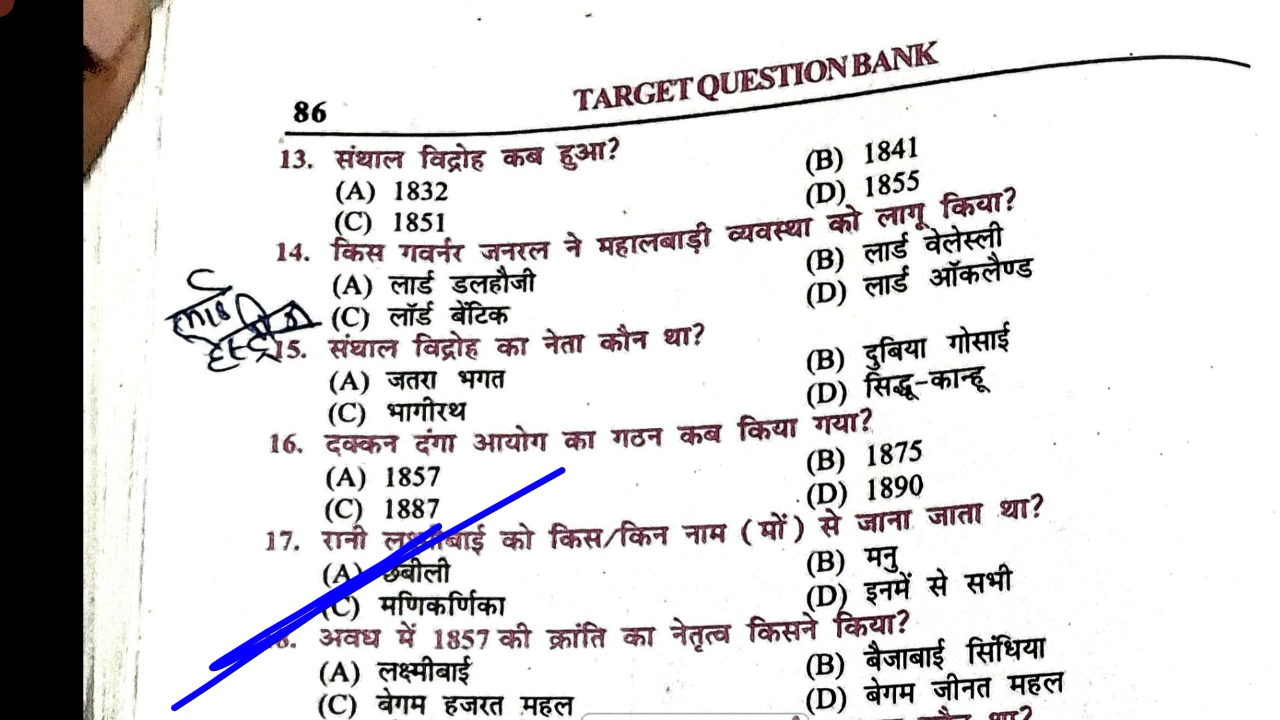 TARGET QUESTION BANK
86
13. संथाल विद्रोह कब हुआ?
(A) 1832 (B) 1841
(C) 1851 (D) 1855
14. किस गवर्नर जनरल ने महालबाड़ी व्यवस्था को लागू किया?
(A) लार्ड डलहौजी (B) लार्ड वेलेस्ली
(C) लॉर्ड बेंटिक (D) लार्ड ऑकलैण्ड
15. संथाल विद्रोह का नेता कौन था?
(A) जतरा भगत (B) दुबिया गोसाई
(C) भागीरथ (D) सिद्धू-कान्हू
16. दक्कन दंगा आयोग का गठन कब किया गया?
(A) 1857 (B) 1875
(C) 1887 (D) 1890
17. रानी लक्ष्मीबाई को किस/किन नाम (मों) से जाना जाता था?
(A) छबीली (B) मनु
(C) मणिकर्णिका (D) इनमें से सभी
8. अवध में 1857 की क्रांति का नेतृत्व किसने किया?
(A) लक्ष्मीबाई (B) बैजाबाई सिंधिया
(C) बेगम हजरत महल (D) बेगम जीनत महल